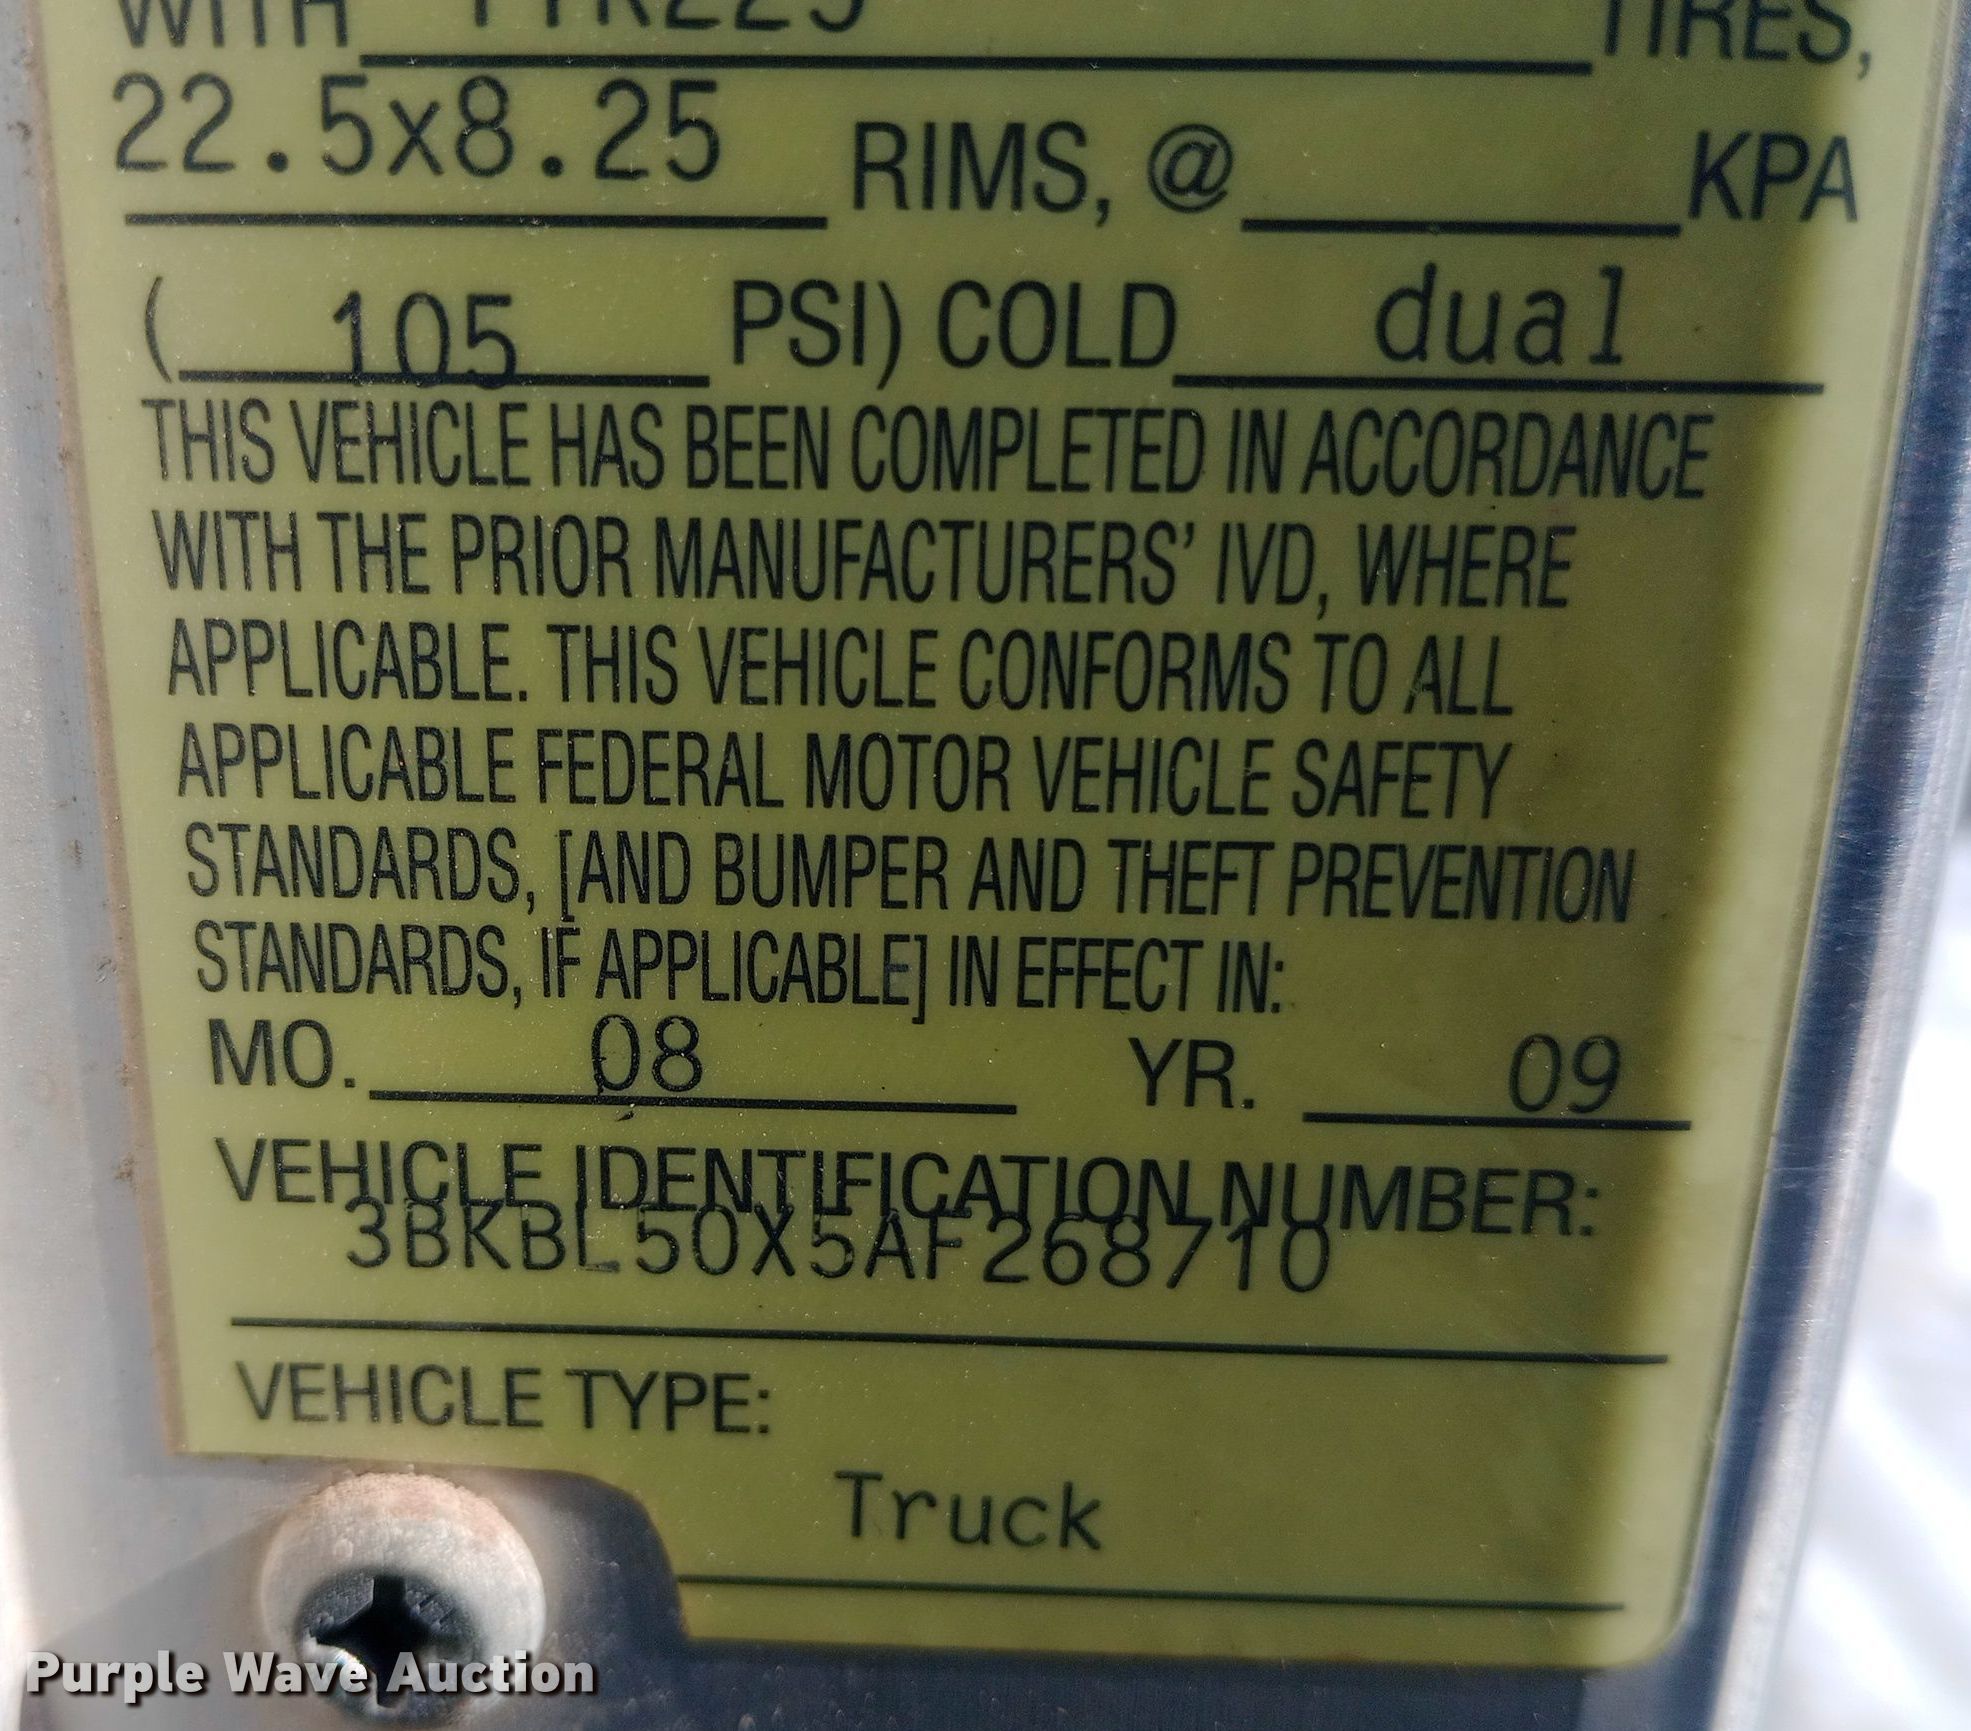 WITH 11R225 TIRES,
22.5x8.25 RIMS, @ KPA
( 105 PSI) COLD dual
THIS VEHICLE HAS BEEN COMPLETED IN ACCORDANCE
WITH THE PRIOR MANUFACTURERS' IVD, WHERE
APPLICABLE. THIS VEHICLE CONFORMS TO ALL
APPLICABLE FEDERAL MOTOR VEHICLE SAFETY
STANDARDS, [AND BUMPER AND THEFT PREVENTION
STANDARDS, IF APPLICABLE] IN EFFECT IN:
MO. 08 YR. 09
VEHICLE IDENTIFICATION NUMBER:
3BKBL50X5AF268710
VEHICLE TYPE:
Truck
Purple Wave Auction